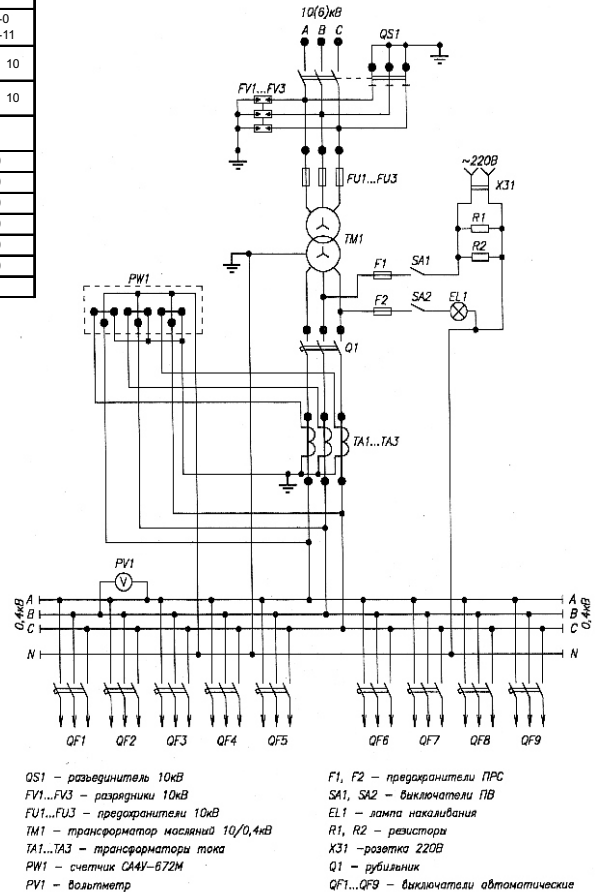 -0
-11
10
10
10(6)кВ
A B C
QS1
FV1...FV3
FU1...FU3
~220В
X31
R1
R2
TM1
F1
SA1
F2
SA2
EL1
PW1
Q1
TA1...TA3
PV1
V
0,4кВ
A
B
C
N
A
B
C
N
0,4кВ
QF1 QF2 QF3 QF4 QF5 QF6 QF7 QF8 QF9
QS1 – разъединитель 10кВ
FV1...FV3 – разрядники 10кВ
FU1...FU3 – предохранители 10кВ
TM1 – трансформатор масляный 10/0,4кВ
TA1...TA3 – трансформаторы тока
PW1 – счетчик СА4У-672М
PV1 – вольтметр
F1, F2 – предохранители ПРС
SA1, SA2 – выключатели ПВ
EL1 – лампа накаливания
R1, R2 – резисторы
X31 –розетка 220В
Q1 – рубильник
QF1...QF9 – выключатели автоматические